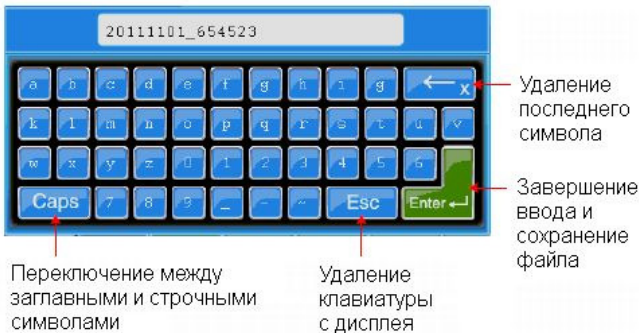 20111101_654523
a b c d e f g h i g
x
Удаление
последнего
символа
k l m n o p q r s t u v
w x y z 0 1 2 3 4 5 6
Caps 7 8 9 _ - ~ Esc Enter
Завершение
ввода и
сохранение
файла
Переключение между
заглавными и строчными
символами
Удаление
клавиатуры
с дисплея